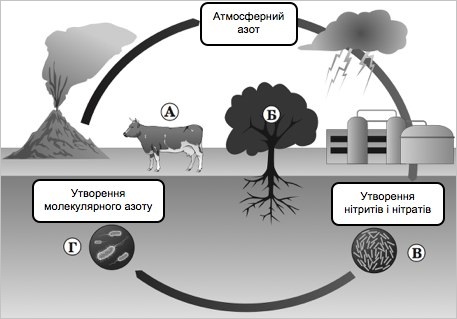 Атмосферний
азот
А
Б
Утворення
молекулярного азоту
Утворення
нітритів і нітратів
Г
В